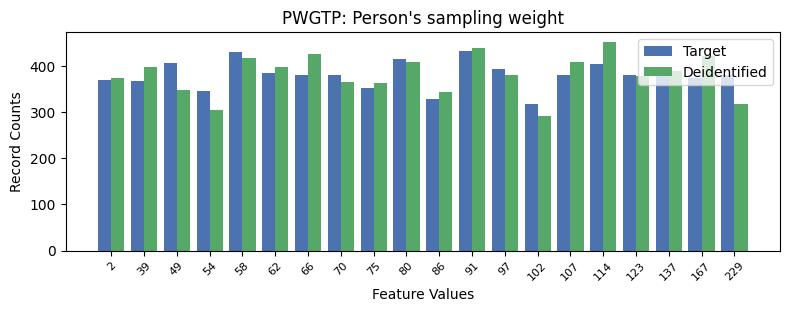 PWGTP: Person's sampling weight
Target
Deidentified
Record Counts
400
300
200
100
0
2 39 49 54 58 62 66 70 75 80 86 91 97 102 107 114 123 137 167 229
Feature Values